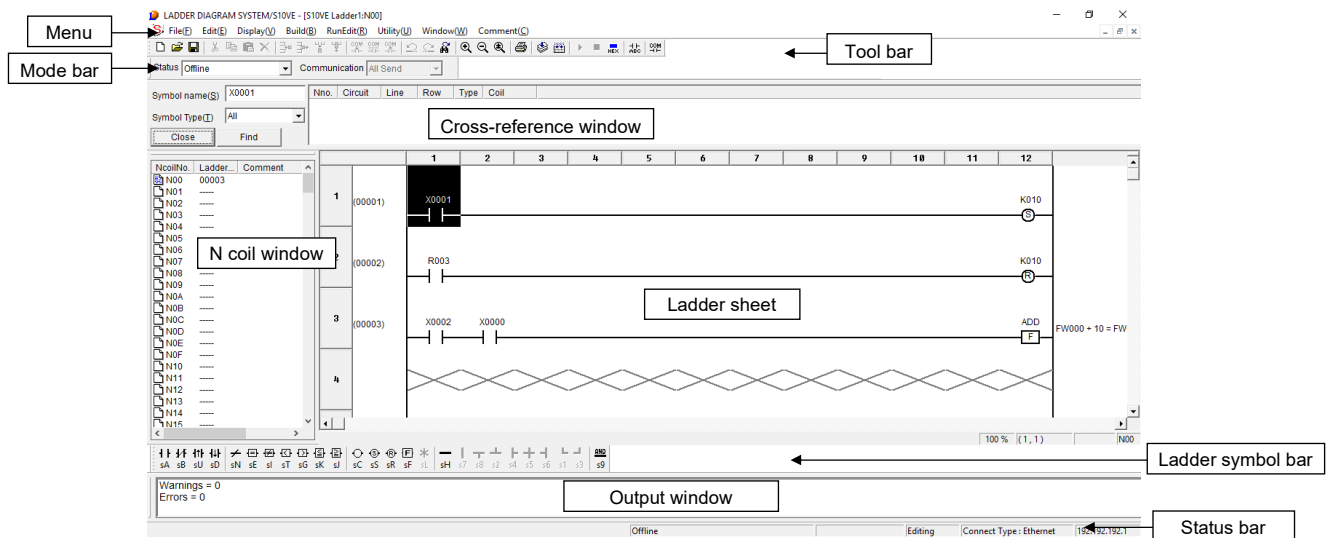 LADDER DIAGRAM SYSTEM/S10VE - [S10VE Ladder1:N00]
Menu
File(F) Edit(E) Display(V) Build(B) RunEdit(R) Utility(U) Window(W) Comment(C)
Tool bar
Mode bar
Status Offline Communication All Send
Symbol name(S) X0001
Nno. Circuit Line Row Type Coil
Symbol Type(T) All
Cross-reference window
Close Find
1 2 3 4 5 6 7 8 9 10 11 12
NcoilNo. Ladder... Comment
N00 00003
N01 -----
N02 -----
N03 -----
N04 -----
N05
N06
N07
N08 -----
N09 -----
N0A -----
N0B -----
N0C -----
N0D -----
N0E -----
N0F -----
N10 -----
N11 -----
N12 -----
N13 -----
N14 -----
N15 -----
N coil window
1 (00001) X0001 K010
S
2 (00002) R003 K010
R
Ladder sheet
3 (00003) X0002 X0000 ADD
F FW000 + 10 = FW
4
100 % (1,1) N00
sA sB sU sD sN sE sI sT sG sK sJ sC sS sR sF sL sH s7 s8 s2 s4 s5 s6 s1 s3 s9
Ladder symbol bar
Warnings = 0
Errors = 0
Output window
Offline Editing Connect Type : Ethernet 192.192.192.1
Status bar